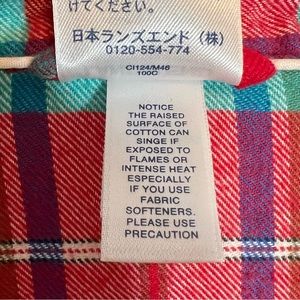 けてください。
日本ランズエンド（株）
0120-554-774
CI124/M46
100C
NOTICE
THE RAISED
SURFACE OF
COTTON CAN
SINGE IF
EXPOSED TO
FLAMES OR
INTENSE HEAT
ESPECIALLY
IF YOU USE
FABRIC
SOFTENERS.
PLEASE USE
PRECAUTION